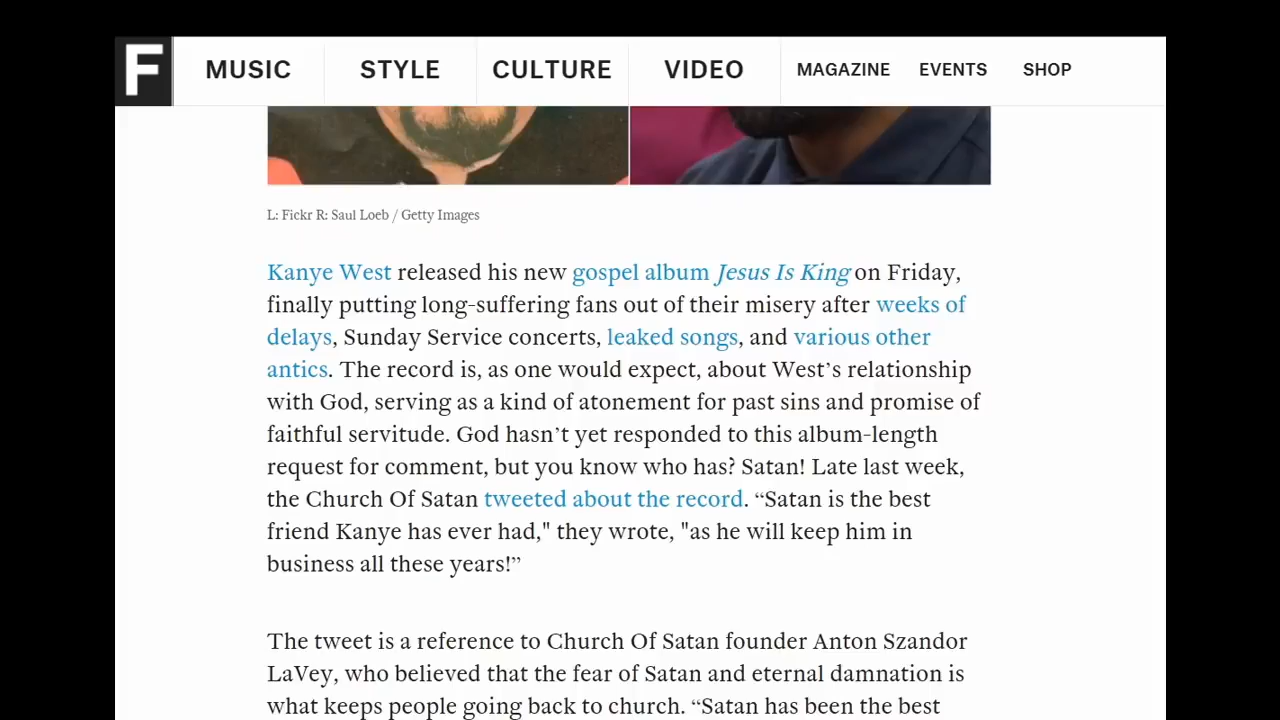 F MUSIC STYLE CULTURE VIDEO MAGAZINE EVENTS SHOP
L: Fickr R: Saul Loeb / Getty Images
Kanye West released his new gospel album Jesus Is King on Friday,
finally putting long-suffering fans out of their misery after weeks of
delays, Sunday Service concerts, leaked songs, and various other
antics. The record is, as one would expect, about West’s relationship
with God, serving as a kind of atonement for past sins and promise of
faithful servitude. God hasn’t yet responded to this album-length
request for comment, but you know who has? Satan! Late last week,
the Church Of Satan tweeted about the record. “Satan is the best
friend Kanye has ever had," they wrote, "as he will keep him in
business all these years!”
The tweet is a reference to Church Of Satan founder Anton Szandor
LaVey, who believed that the fear of Satan and eternal damnation is
what keeps people going back to church. “Satan has been the best